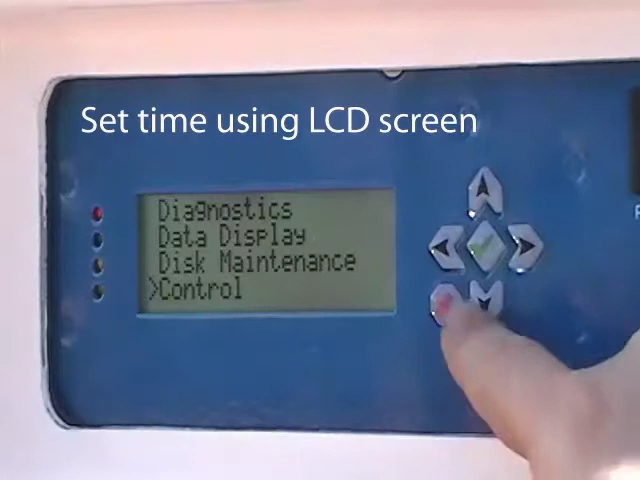 Set time using LCD screen
Diagnostics
Data Display
Disk Maintenance
>Control